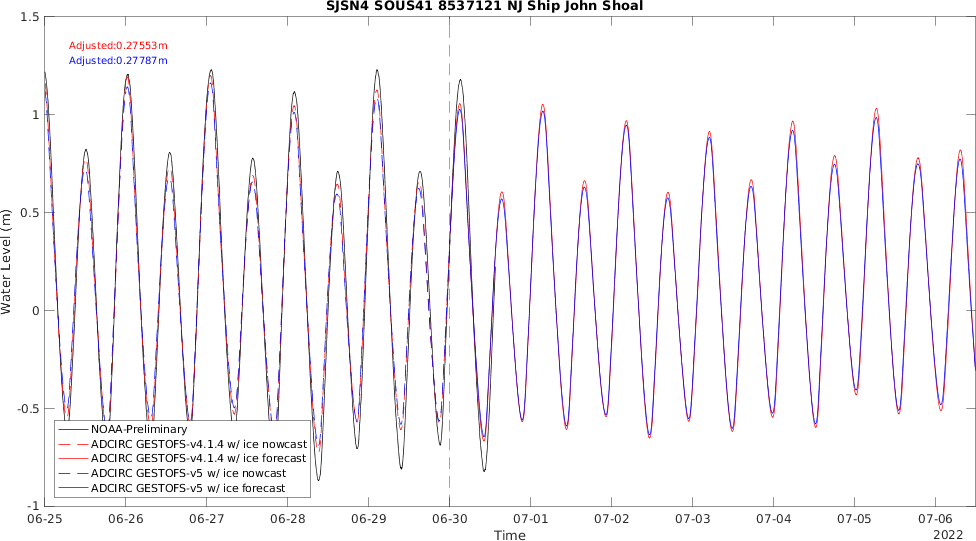 SJSN4 SOUS41 8537121 NJ Ship John Shoal
1.5
Adjusted:0.27553m
Adjusted:0.27787m
1
0.5
Water Level (m)
0
-0.5
NOAA-Preliminary
ADCIRC GESTOFS-v4.1.4 w/ ice nowcast
ADCIRC GESTOFS-v4.1.4 w/ ice forecast
ADCIRC GESTOFS-v5 w/ ice nowcast
ADCIRC GESTOFS-v5 w/ ice forecast
-1
06-25 06-26 06-27 06-28 06-29 06-30 07-01 07-02 07-03 07-04 07-05 07-06
Time
2022